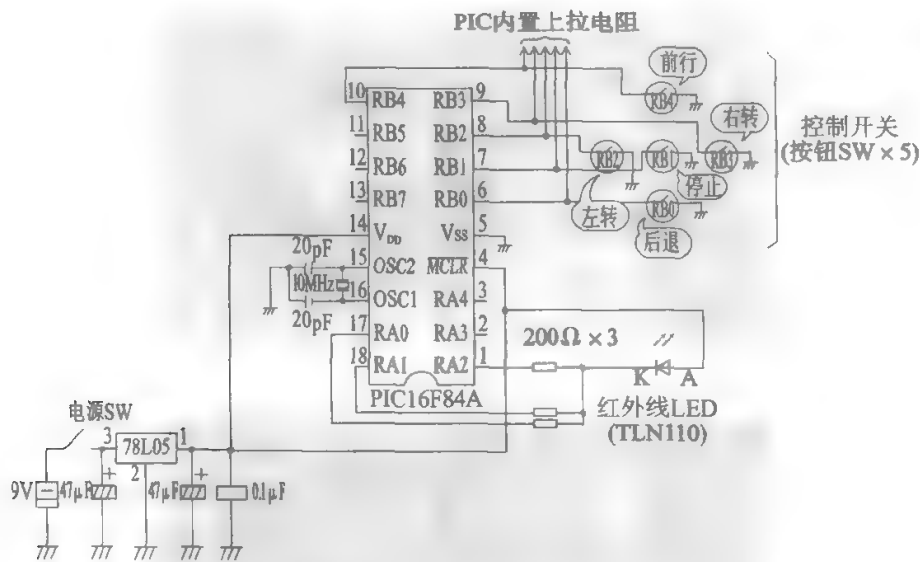 PIC内置上拉电阻
前行
RB4
右转
控制开关
(按钮SW×5)
RB2
RB1
RB3
停止
左转
RB0
后退
10 RB4 RB3 9
11 RB5 RB2 8
12 RB6 RB1 7
13 RB7 RB0 6
14 VDD VSS 5
20pF 15 OSC2 MCLR 4
10MHz
16 OSC1 RA4 3
20pF
17 RA0 RA3 2
18 RA1 RA2 1
PIC16F84A
200Ω×3
K A
红外线LED
(TLN110)
电源SW
3 78L05 1
2
+ +
9V 47μF 47μF 0.1μF